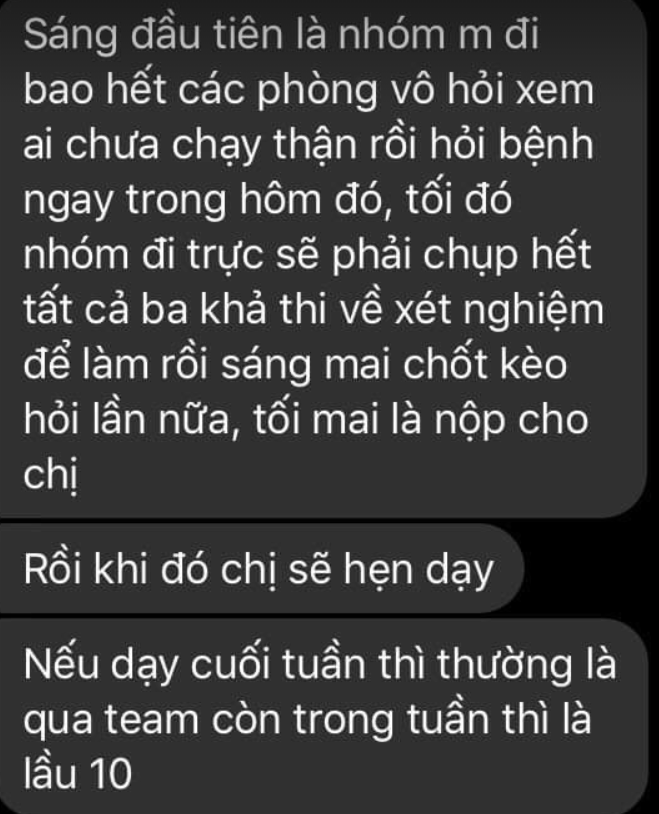 Sáng đầu tiên là nhóm m đi
bao hết các phòng vô hỏi xem
ai chưa chạy thận rồi hỏi bệnh
ngay trong hôm đó, tối đó
nhóm đi trực sẽ phải chụp hết
tất cả ba khả thi về xét nghiệm
để làm rồi sáng mai chốt kèo
hỏi lần nữa, tối mai là nộp cho
chị
Rồi khi đó chị sẽ hẹn dạy
Nếu dạy cuối tuần thì thường là
qua team còn trong tuần thì là
lầu 10